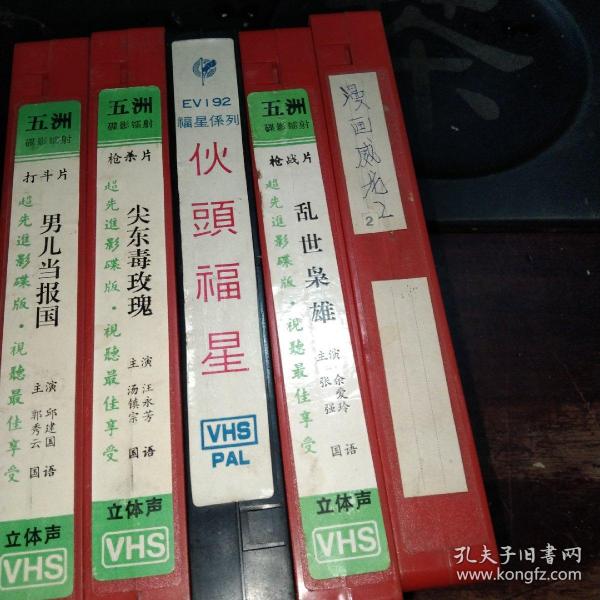 五洲
碟影镭射
打斗片
超先進影碟版·視聽最佳享受
男儿当报国
主演
邱建国
郭秀云
国语
立体声
VHS
五洲
碟影镭射
枪杀片
超先進影碟版·視聽最佳享受
尖东毒玫瑰
主演
汪永芳
汤镇宗
国语
立体声
VHS
EVI92
福星係列
伙頭福星
VHS
PAL
五洲
碟影镭射
枪战片
超先進影碟版·視聽最佳享受
乱世枭雄
主演
余爱玲
张强
国语
立体声
VHS
漫画威龙2
2
孔夫子旧書网
www.kongfz.com